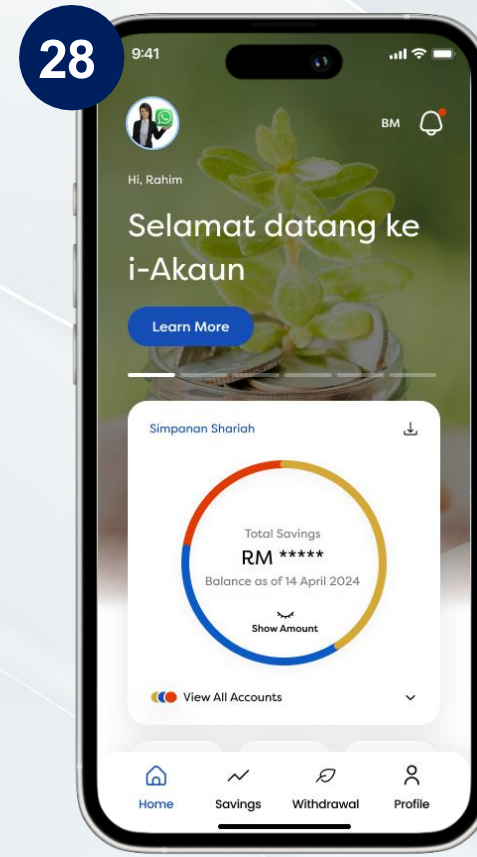 28
9:41
BM
Hi, Rahim
Selamat datang ke
i-Akaun
Learn More
Simpanan Shariah
Total Savings
RM *****
Balance as of 14 April 2024
Show Amount
View All Accounts
Home Savings Withdrawal Profile